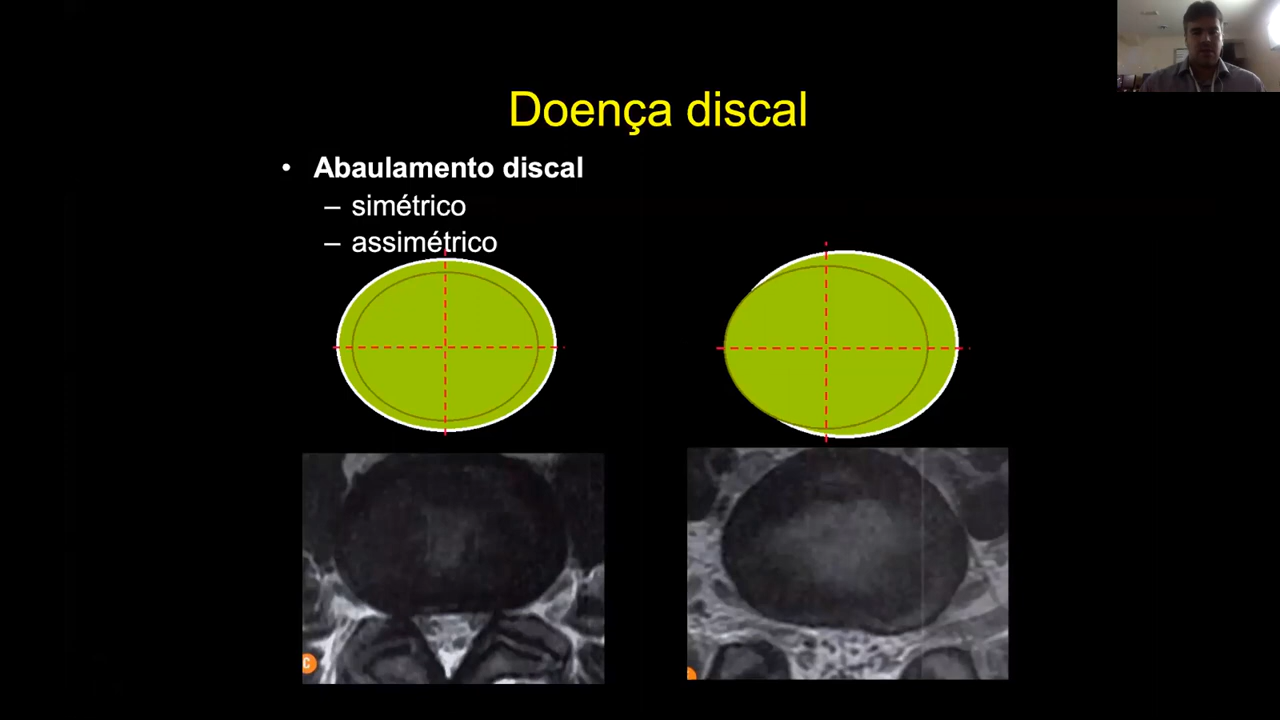 Doença discal
• Abaulamento discal
– simétrico
– assimétrico
C